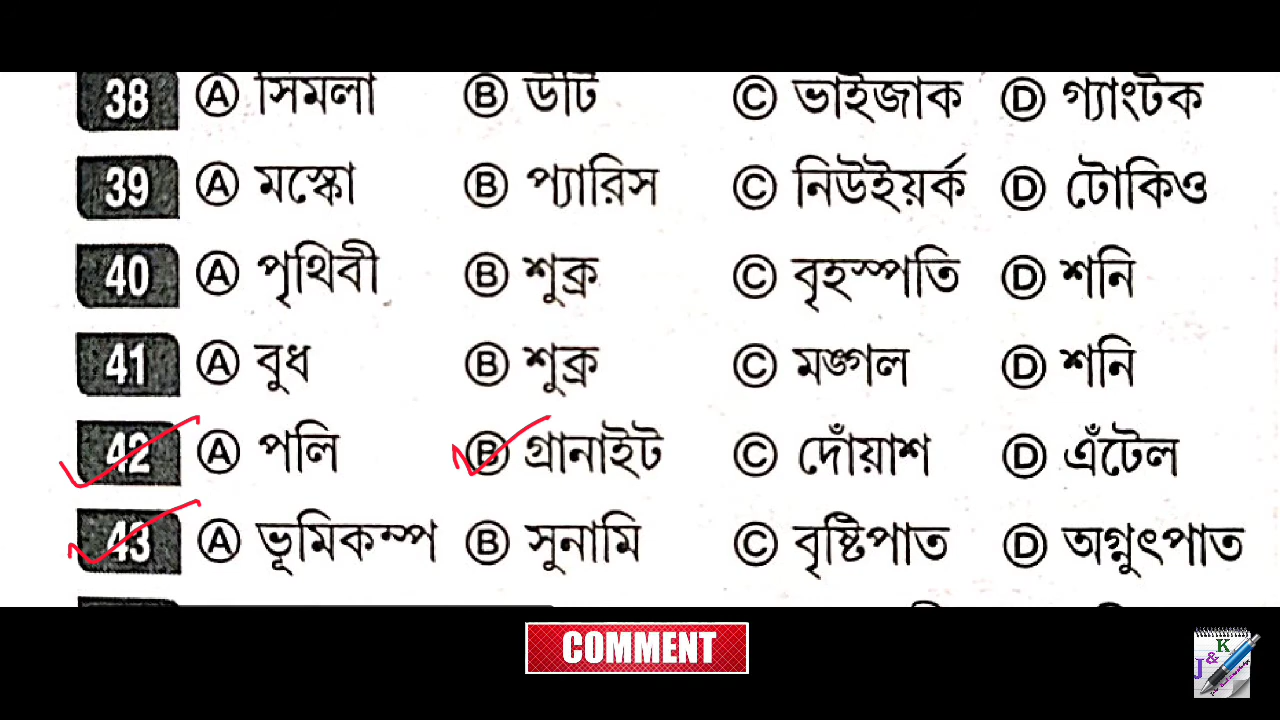 38 A সিমলা B উটি C ভাইজাক D গ্যাংটক
39 A মস্কো B প্যারিস C নিউইয়র্ক D টোকিও
40 A পৃথিবী B শুক্র C বৃহস্পতি D শনি
41 A বুধ B শুক্র C মঙ্গল D শনি
42 A পলি B গ্রানাইট C দোঁয়াশ D এঁটেল
43 A ভূমিকম্প B সুনামি C বৃষ্টিপাত D অগ্নুৎপাত
COMMENT
J & K